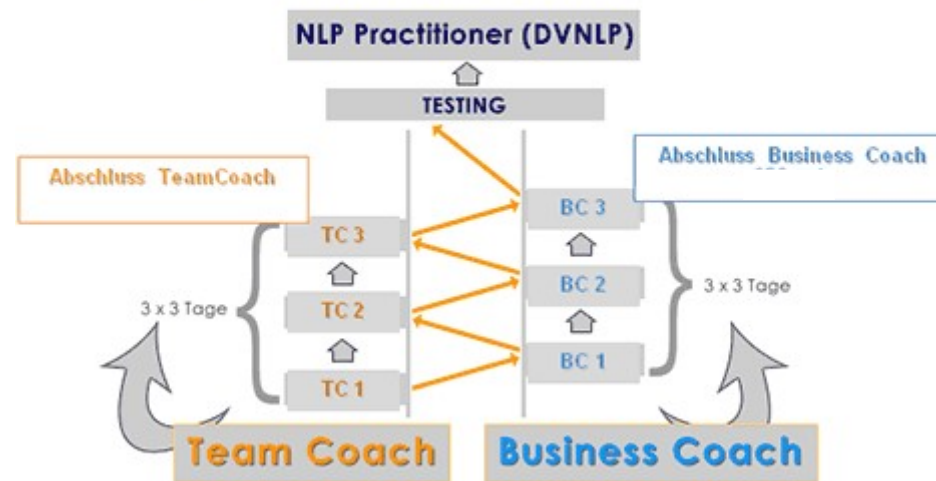 NLP Practitioner (DVNLP)
TESTING
Abschluss TeamCoach
Abschluss Business Coach
BC 3
TC 3
BC 2
3 x 3 Tage
3 x 3 Tage
TC 2
BC 1
TC 1
Team Coach
Business Coach